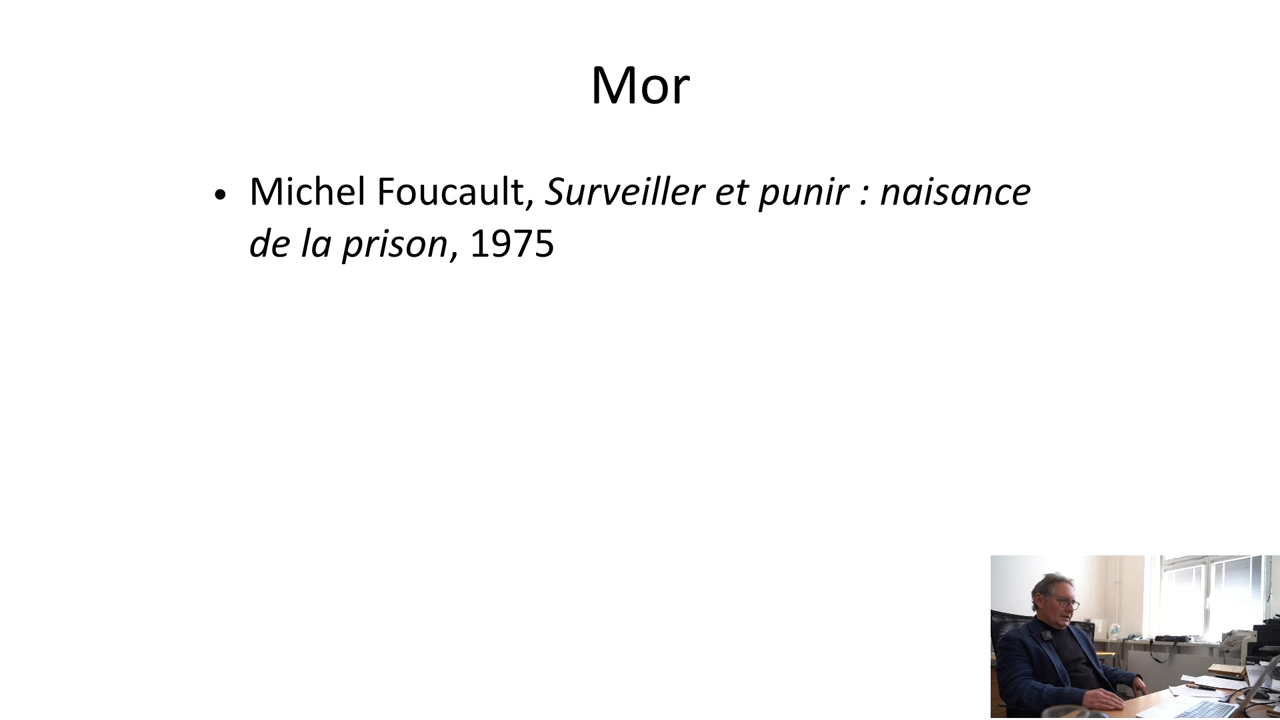 Mor
• Michel Foucault, Surveiller et punir : naisance
de la prison, 1975